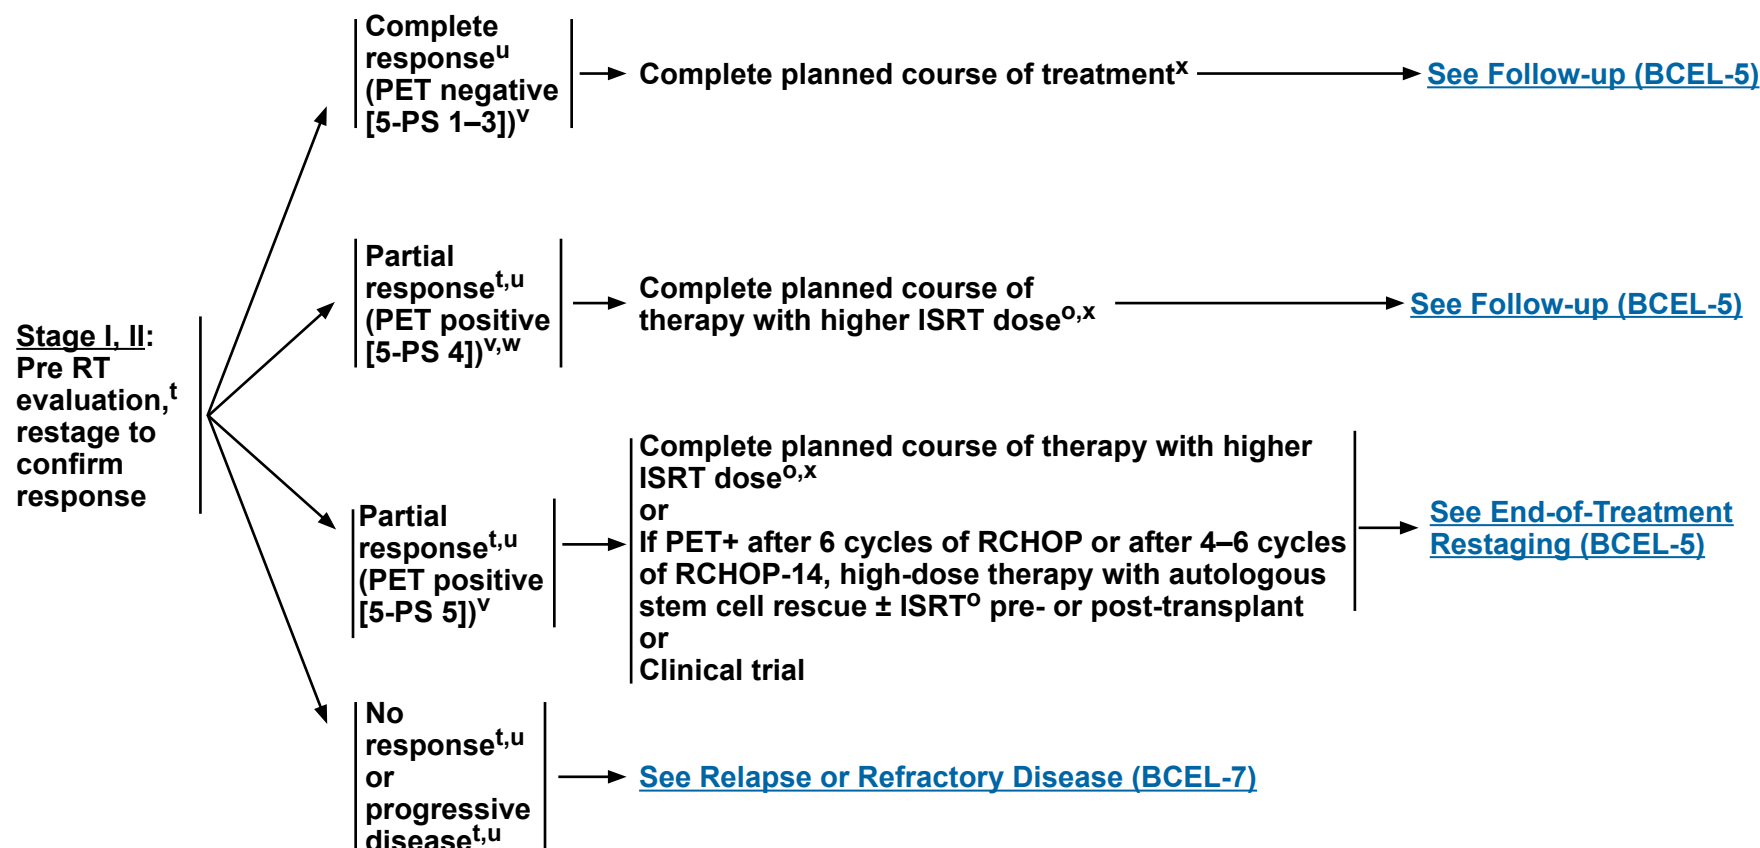 Stage I, II:
Pre RT
evaluation,t
restage to
confirm
response
Complete
responseu
(PET negative
[5-PS 1–3])v
Complete planned course of treatmentx
See Follow-up (BCEL-5)
Partial
responset,u
(PET positive
[5-PS 4])v,w
Complete planned course of
therapy with higher ISRT doseo,x
See Follow-up (BCEL-5)
Partial
responset,u
(PET positive
[5-PS 5])v
Complete planned course of therapy with higher
ISRT doseo,x
or
If PET+ after 6 cycles of RCHOP or after 4–6 cycles
of RCHOP-14, high-dose therapy with autologous
stem cell rescue ± ISRTo pre- or post-transplant
or
Clinical trial
See End-of-Treatment
Restaging (BCEL-5)
No
responset,u
or
progressive
diseaset,u
See Relapse or Refractory Disease (BCEL-7)